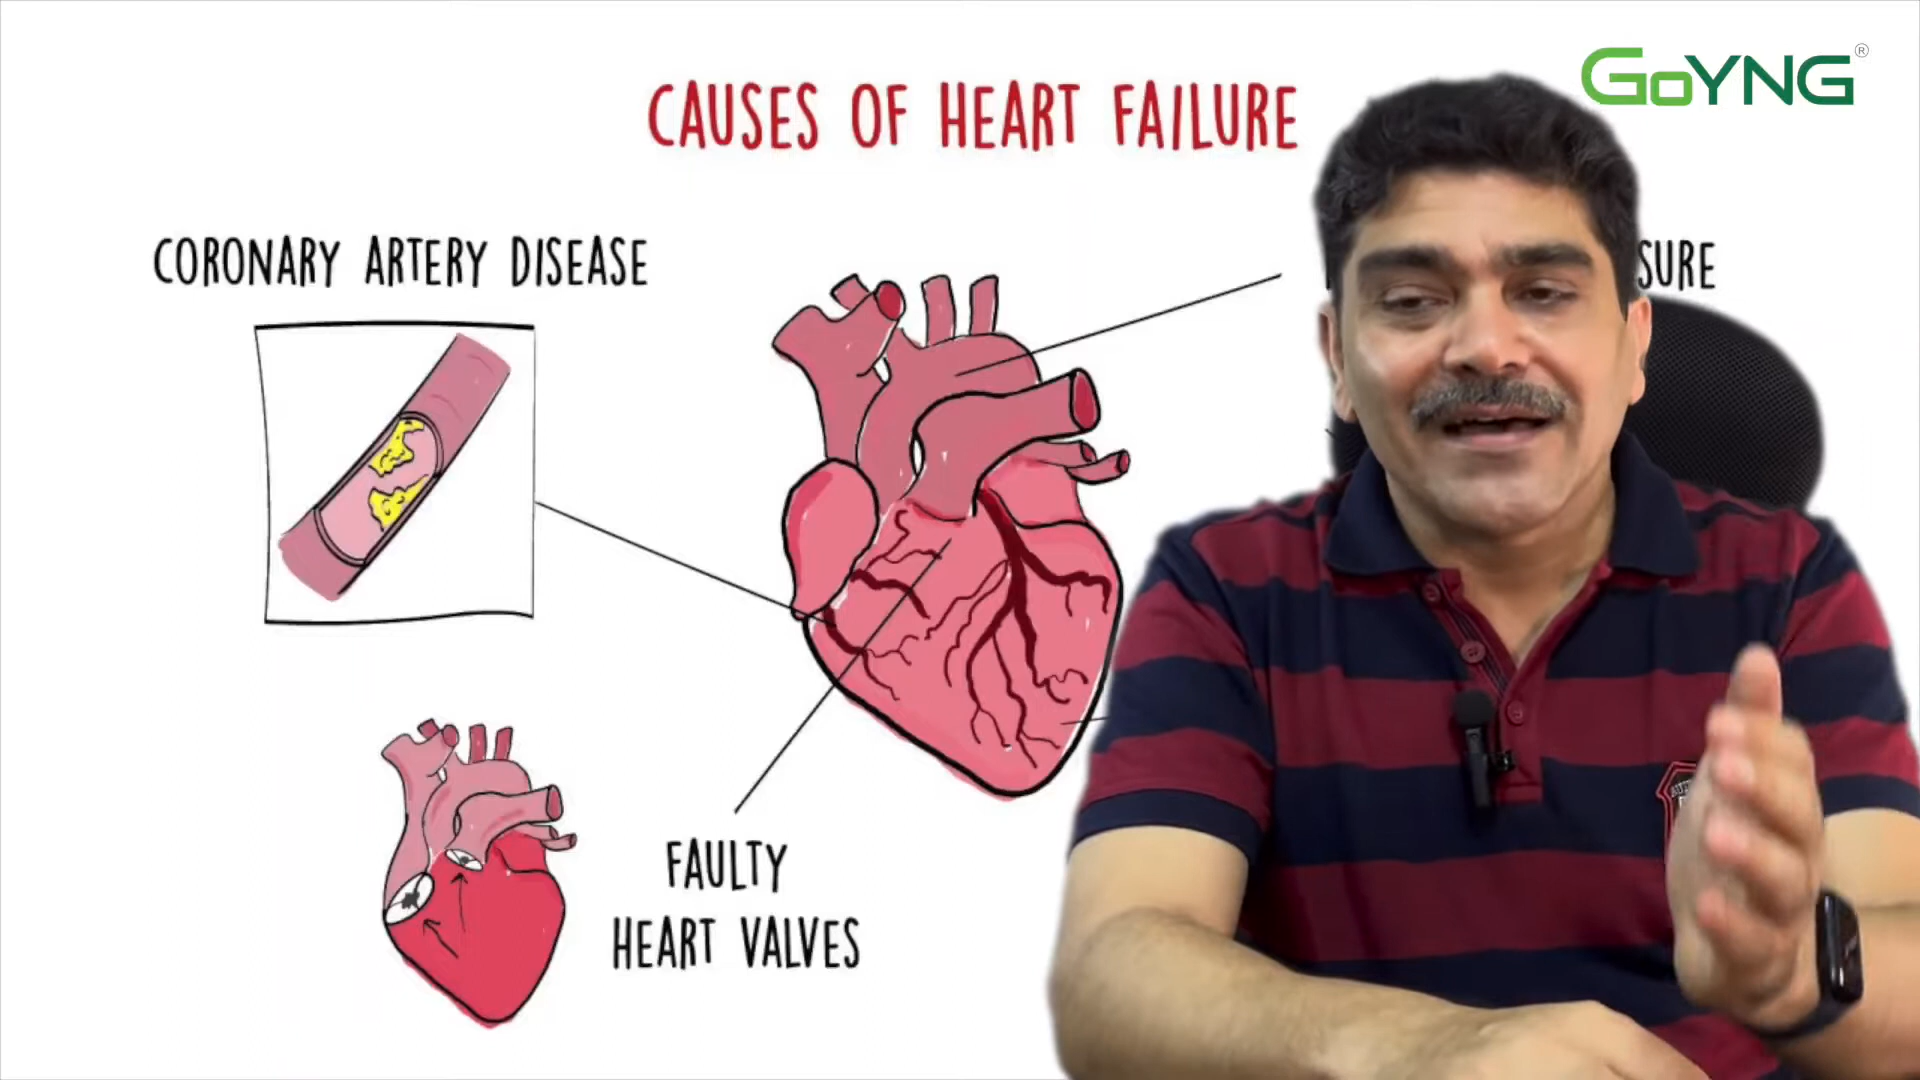 GoYNG®
CAUSES OF HEART FAILURE
CORONARY ARTERY DISEASE
SURE
FAULTY
HEART VALVES